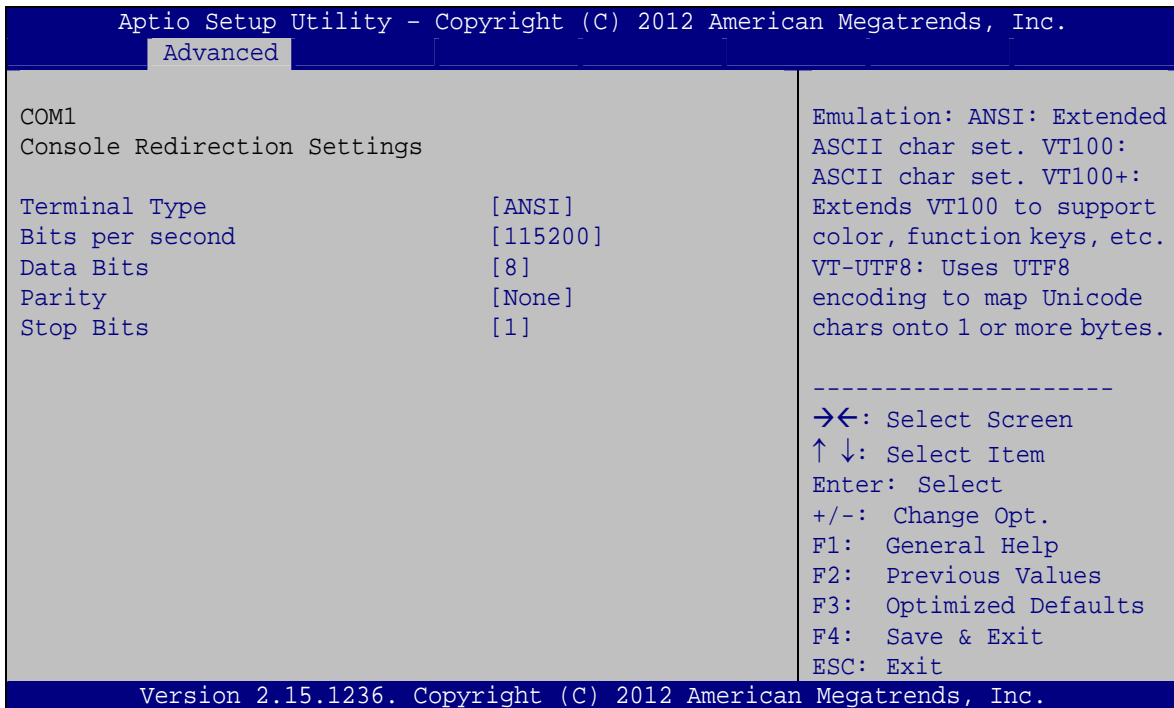 Aptio Setup Utility – Copyright (C) 2012 American Megatrends, Inc.
Advanced
COM1
Console Redirection Settings
Terminal Type [ANSI]
Bits per second [115200]
Data Bits [8]
Parity [None]
Stop Bits [1]
Emulation: ANSI: Extended
ASCII char set. VT100:
ASCII char set. VT100+:
Extends VT100 to support
color, function keys, etc.
VT-UTF8: Uses UTF8
encoding to map Unicode
chars onto 1 or more bytes.
---------------------
→←: Select Screen
↑ ↓: Select Item
Enter: Select
+/-: Change Opt.
F1: General Help
F2: Previous Values
F3: Optimized Defaults
F4: Save & Exit
ESC: Exit
Version 2.15.1236. Copyright (C) 2012 American Megatrends, Inc.